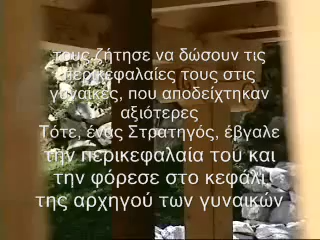 τους ζήτησε να δώσουν τις
περικεφαλαίες τους στις
γυναίκες, που αποδείχτηκαν
αξιότερες
Τότε, ένας Στρατηγός, έβγαλε
την περικεφαλαία του και
την φόρεσε στο κεφάλι
της αρχηγού των γυναικών